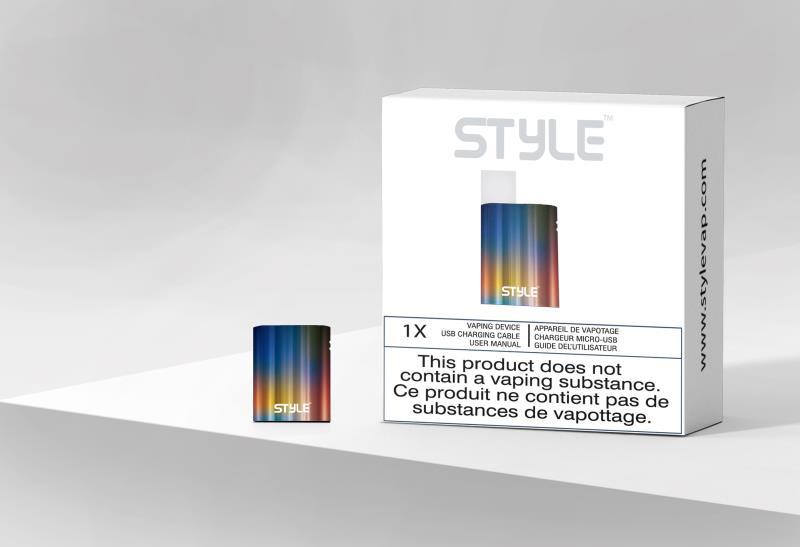 STYLE™
STYLE
1X
VAPING DEVICE
USB CHARGING CABLE
USER MANUAL
APPAREIL DE VAPOTAGE
CHARGEUR MICRO-USB
GUIDE DEL'UTILISATEUR
This product does not
contain a vaping substance.
Ce produit ne contient pas de
substances de vapottage.
www.stylevap.com
STYLE